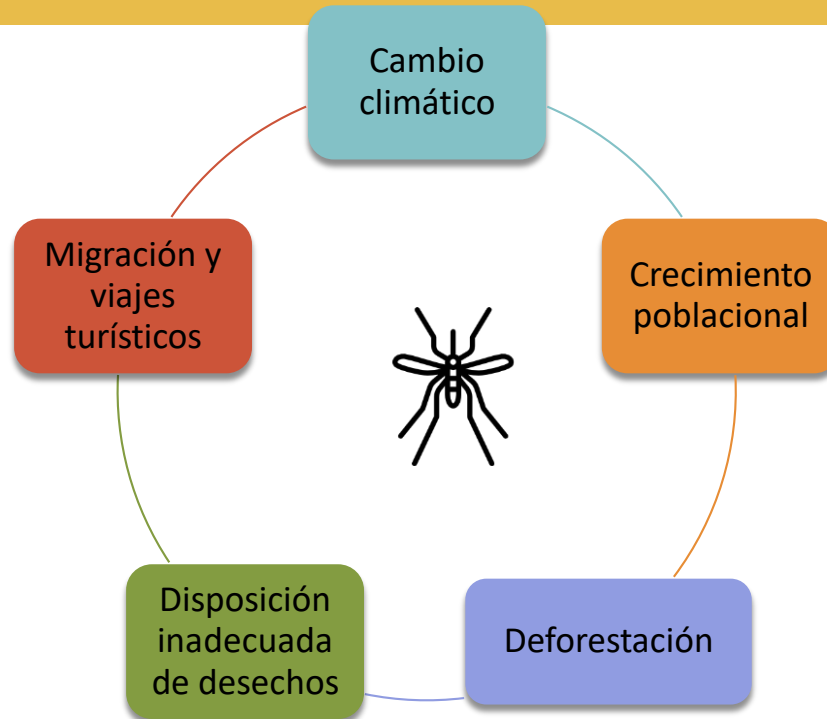 Cambio
climático
Crecimiento
poblacional
Deforestación
Disposición
inadecuada
de desechos
Migración y
viajes
turísticos